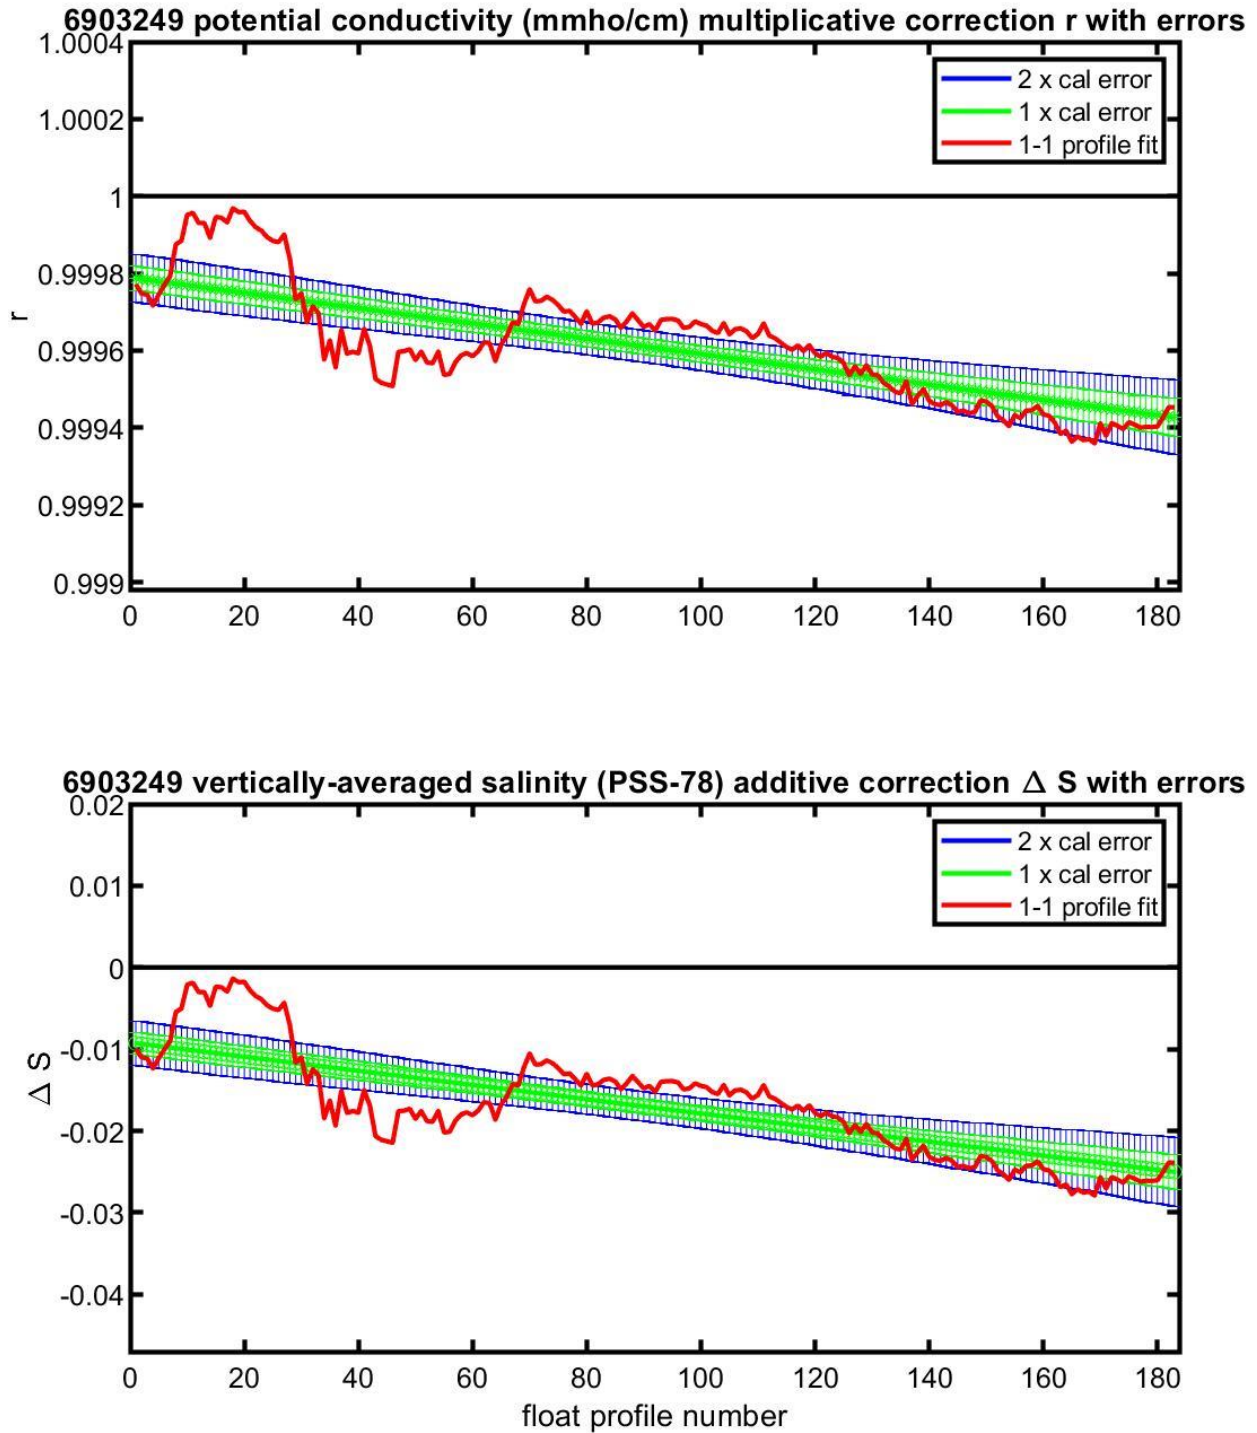 6903249 potential conductivity (mmho/cm) multiplicative correction r with errors
1.0004
1.0002
1
0.9998
0.9996
0.9994
0.9992
0.999
r
2 x cal error
1 x cal error
1-1 profile fit
0 20 40 60 80 100 120 140 160 180
6903249 vertically-averaged salinity (PSS-78) additive correction Δ S with errors
0.02
0.01
0
-0.01
-0.02
-0.03
-0.04
Δ S
2 x cal error
1 x cal error
1-1 profile fit
0 20 40 60 80 100 120 140 160 180
float profile number